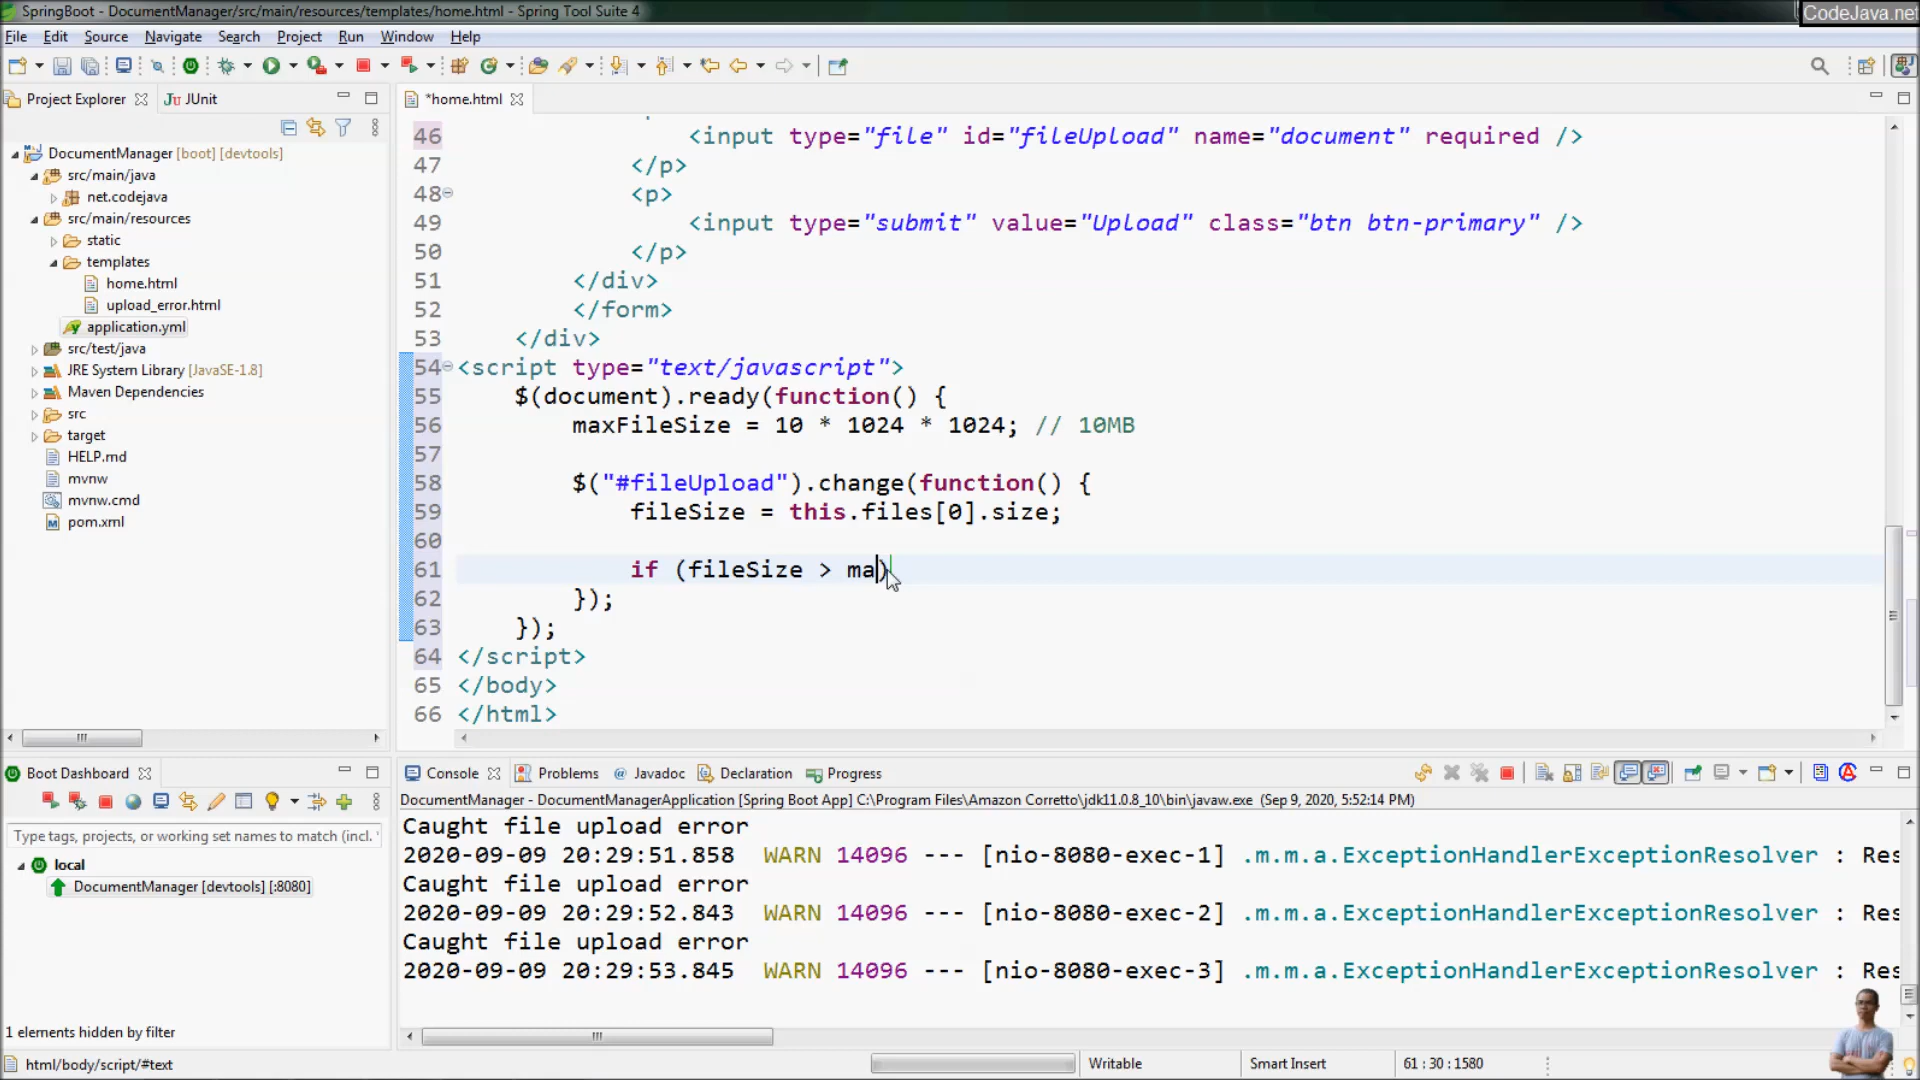 SpringBoot - DocumentManager/src/main/resources/templates/home.html - Spring Tool Suite 4
CodeJava.net
File Edit Source Navigate Search Project Run Window Help
Project Explorer
JUnit
*home.html
DocumentManager [boot] [devtools]
src/main/java
net.codejava
src/main/resources
static
templates
home.html
upload_error.html
application.yml
src/test/java
JRE System Library [JavaSE-1.8]
Maven Dependencies
src
target
HELP.md
mvnw
mvnw.cmd
pom.xml
46 <input type="file" id="fileUpload" name="document" required />
47 </p>
48 <p>
49 <input type="submit" value="Upload" class="btn btn-primary" />
50 </p>
51 </div>
52 </form>
53 </div>
54 <script type="text/javascript">
55 $(document).ready(function() {
56 maxFileSize = 10 * 1024 * 1024; // 10MB
57
58 $("#fileUpload").change(function() {
59 fileSize = this.files[0].size;
60
61 if (fileSize > ma)
62 });
63 });
64 </script>
65 </body>
66 </html>
Boot Dashboard
Type tags, projects, or working set names to match (incl. *
local
DocumentManager [devtools] [:8080]
1 elements hidden by filter
Console Problems @ Javadoc Declaration Progress
DocumentManager - DocumentManagerApplication [Spring Boot App] C:\Program Files\Amazon Corretto\jdk11.0.8_10\bin\javaw.exe (Sep 9, 2020, 5:52:14 PM)
Caught file upload error
2020-09-09 20:29:51.858 WARN 14096 --- [nio-8080-exec-1] .m.m.a.ExceptionHandlerExceptionResolver : Res
Caught file upload error
2020-09-09 20:29:52.843 WARN 14096 --- [nio-8080-exec-2] .m.m.a.ExceptionHandlerExceptionResolver : Res
Caught file upload error
2020-09-09 20:29:53.845 WARN 14096 --- [nio-8080-exec-3] .m.m.a.ExceptionHandlerExceptionResolver : Res
html/body/script/#text
Writable
Smart Insert
61 : 30 : 1580